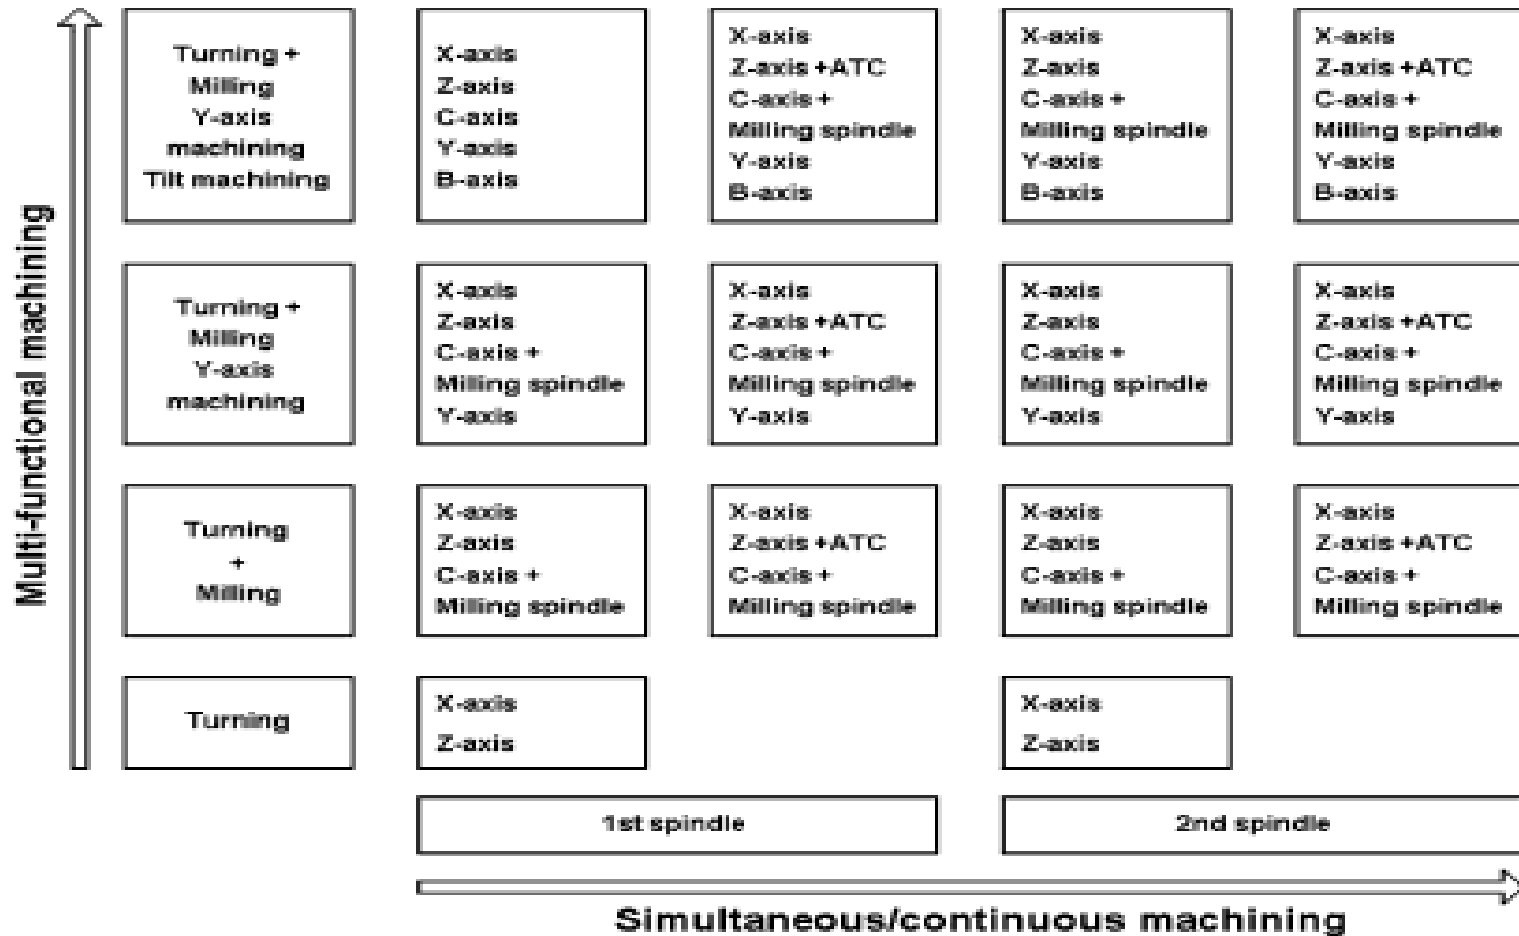 Multi-functional machining
Turning +
Milling
Y-axis
machining
Tilt machining
X-axis
Z-axis
C-axis
Y-axis
B-axis
X-axis
Z-axis +ATC
C-axis +
Milling spindle
Y-axis
B-axis
X-axis
Z-axis
C-axis +
Milling spindle
Y-axis
B-axis
X-axis
Z-axis +ATC
C-axis +
Milling spindle
Y-axis
B-axis
Turning +
Milling
Y-axis
machining
X-axis
Z-axis
C-axis +
Milling spindle
Y-axis
X-axis
Z-axis +ATC
C-axis +
Milling spindle
Y-axis
X-axis
Z-axis
C-axis +
Milling spindle
Y-axis
X-axis
Z-axis +ATC
C-axis +
Milling spindle
Y-axis
Turning
+
Milling
X-axis
Z-axis
C-axis +
Milling spindle
X-axis
Z-axis +ATC
C-axis +
Milling spindle
X-axis
Z-axis
C-axis +
Milling spindle
X-axis
Z-axis +ATC
C-axis +
Milling spindle
Turning
X-axis
Z-axis
X-axis
Z-axis
1st spindle
2nd spindle
Simultaneous/continuous machining